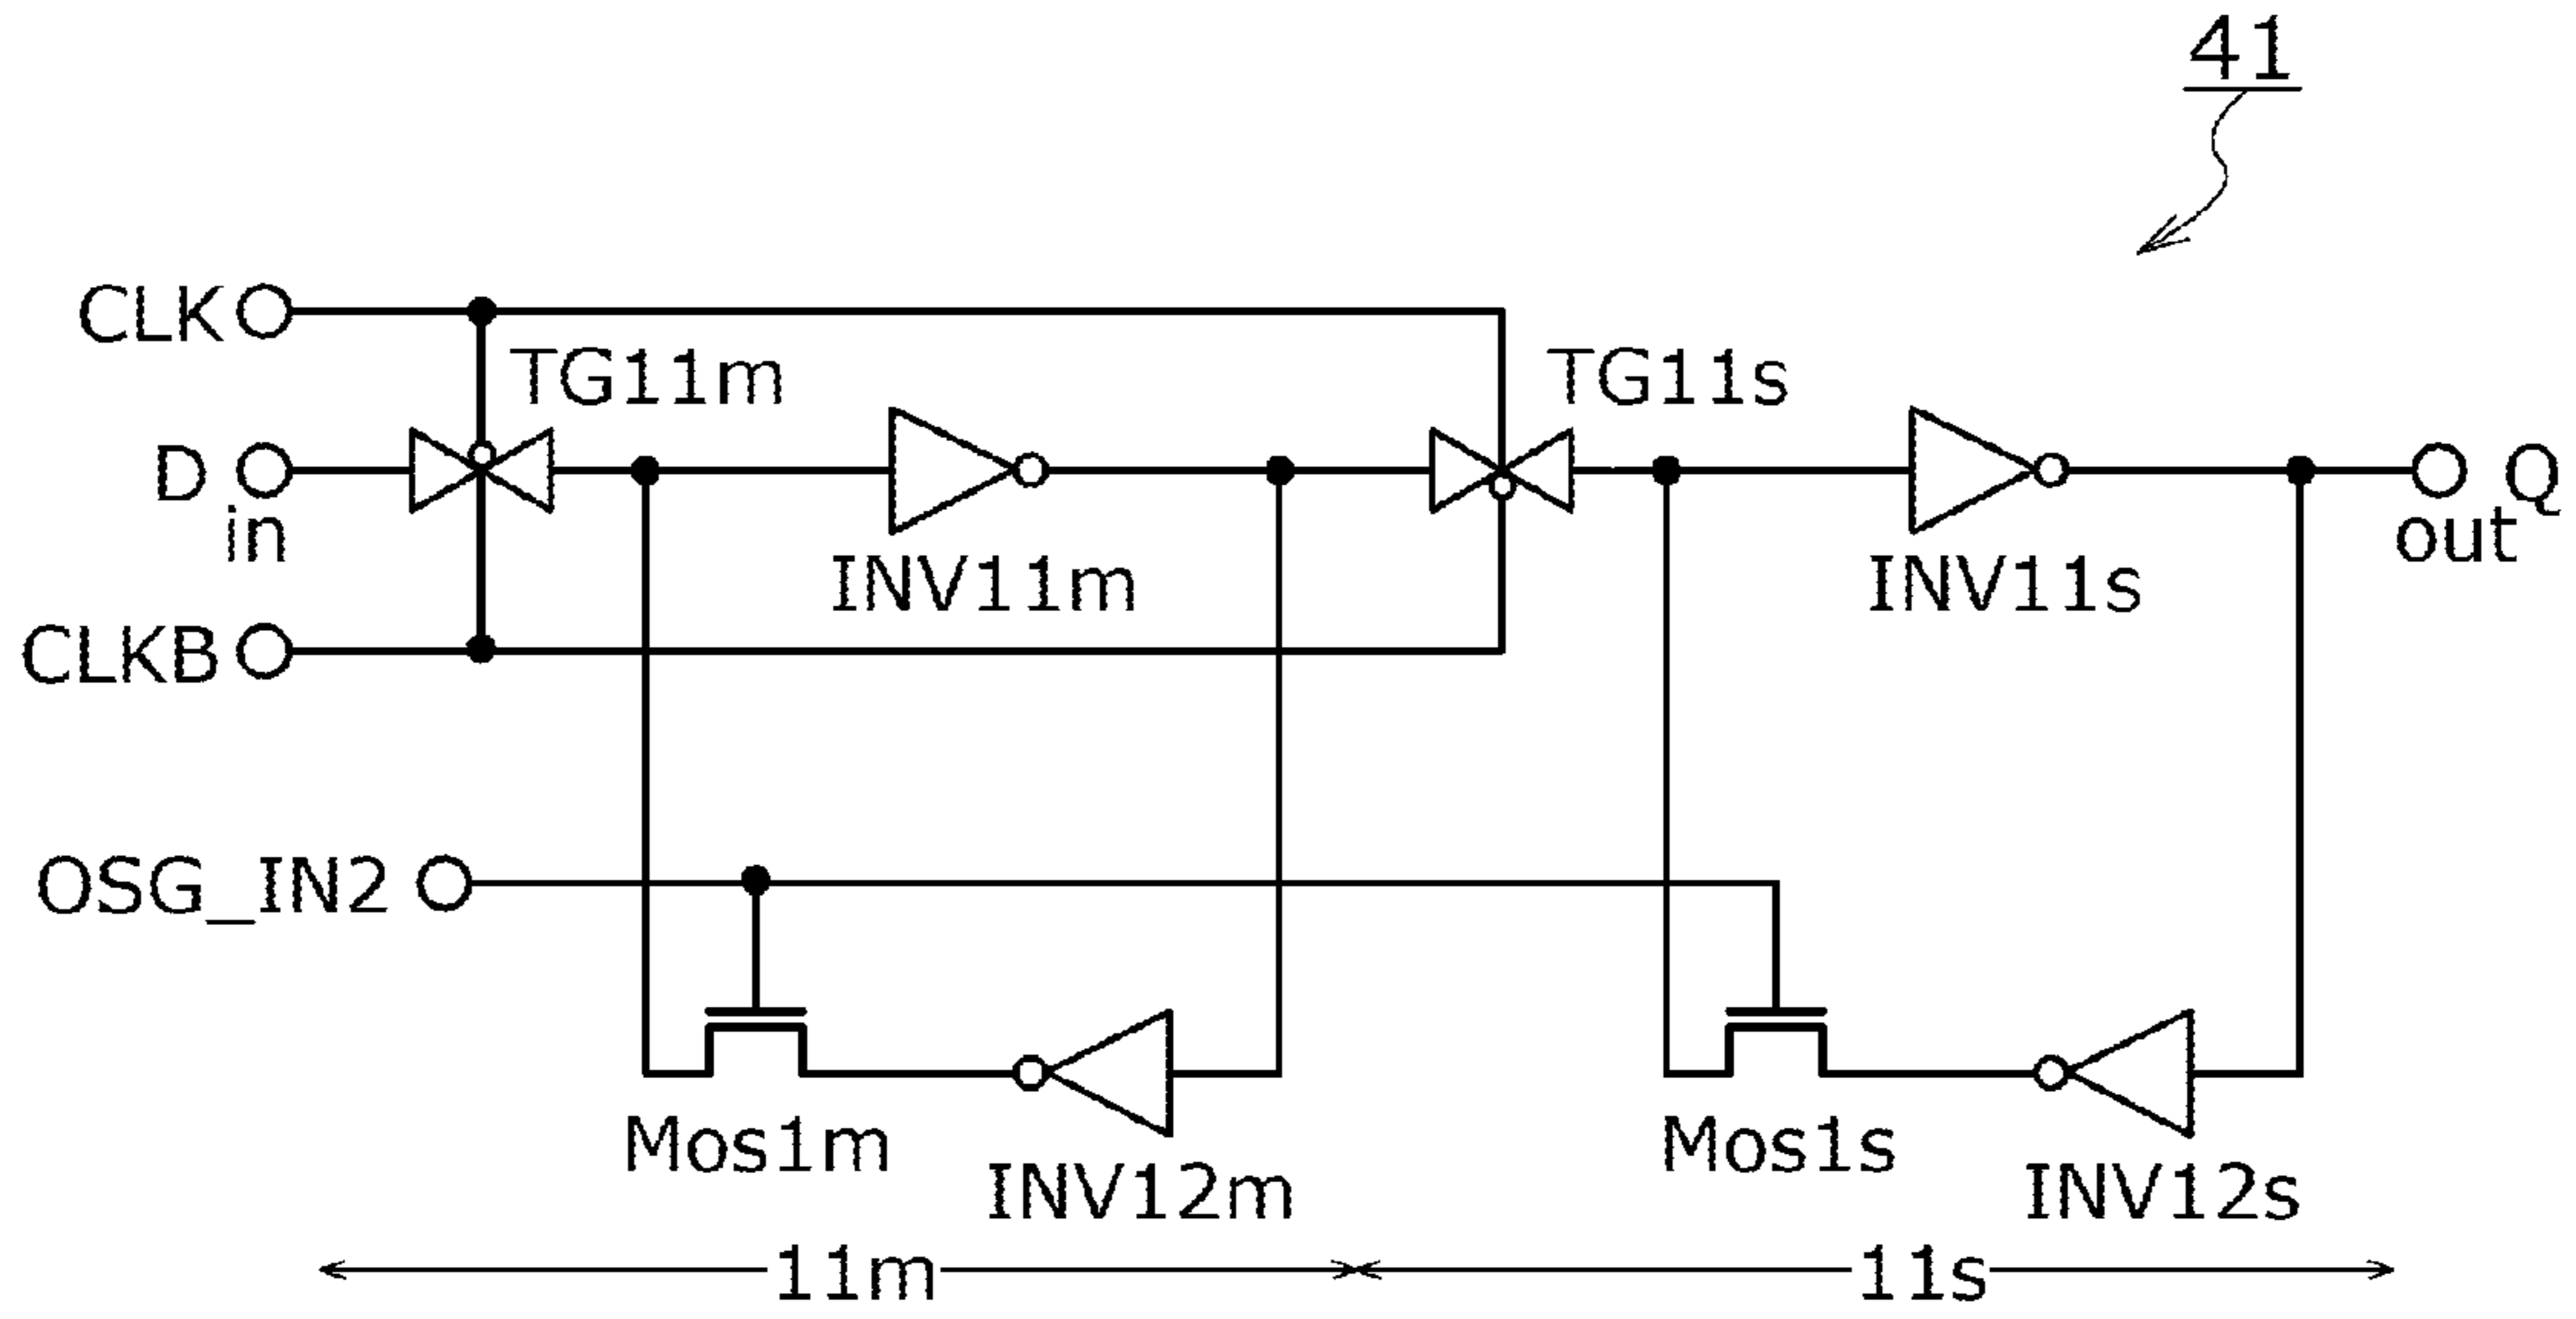 41
CLK
TG11m
TG11s
D
in
Q
out
INV11m
INV11s
CLKB
OSG_IN2
Mos1m
Mos1s
INV12m
INV12s
11m
11s